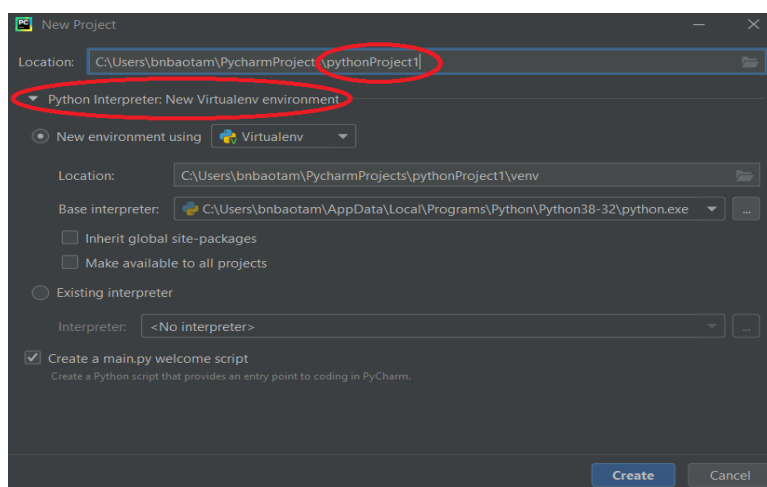 PC New Project
Location: C:\Users\bnbaotam\PycharmProjects\pythonProject1
Python Interpreter: New Virtualenv environment
New environment using Virtualenv
Location: C:\Users\bnbaotam\PycharmProjects\pythonProject1\venv
Base interpreter: C:\Users\bnbaotam\AppData\Local\Programs\Python\Python38-32\python.exe ...
Inherit global site-packages
Make available to all projects
Existing interpreter
Interpreter: <No interpreter> ...
Create a main.py welcome script
Create a Python script that provides an entry point to coding in PyCharm.
Create Cancel